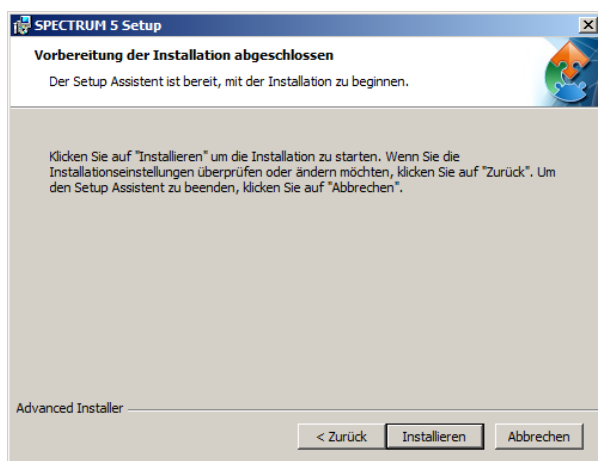 SPECTRUM 5 Setup
Vorbereitung der Installation abgeschlossen
Der Setup Assistent ist bereit, mit der Installation zu beginnen.
Klicken Sie auf "Installieren" um die Installation zu starten. Wenn Sie die
Installationseinstellungen überprüfen oder ändern möchten, klicken Sie auf "Zurück". Um
den Setup Assistent zu beenden, klicken Sie auf "Abbrechen".
Advanced Installer
< Zurück Installieren Abbrechen